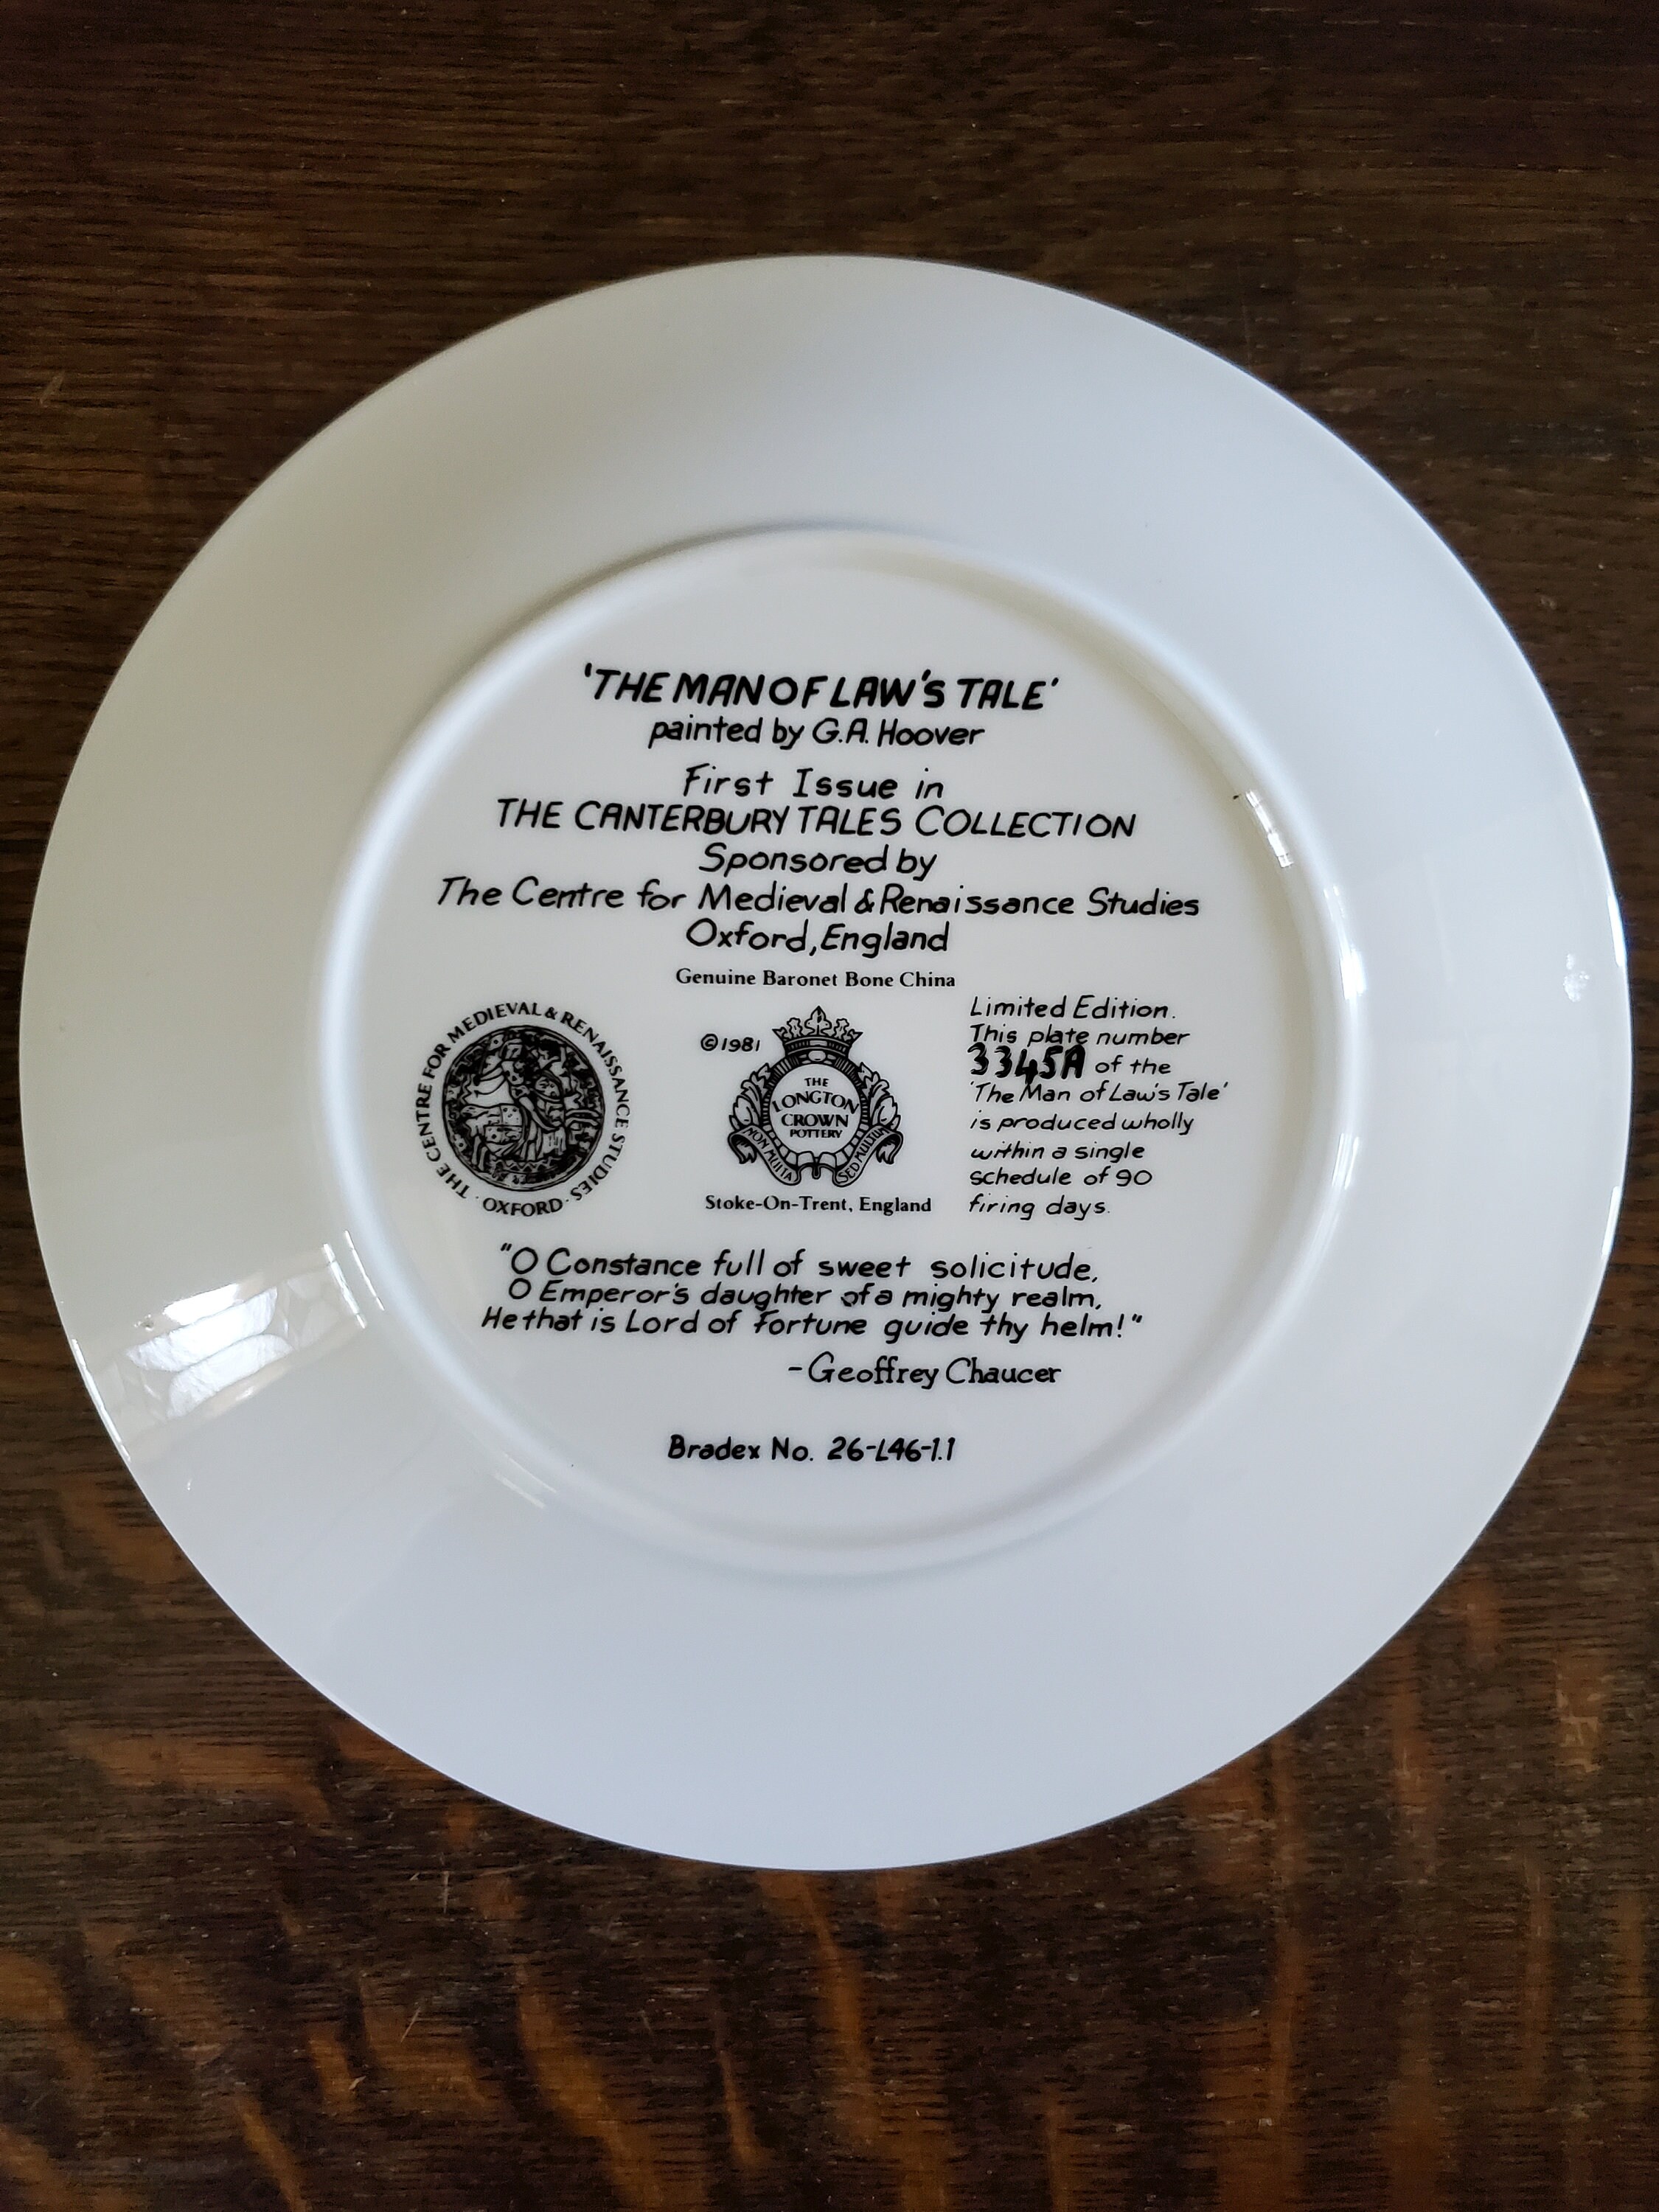 'THE MAN OF LAW'S TALE'
painted by G.A. Hoover
First Issue in
THE CANTERBURY TALES COLLECTION
Sponsored by
The Centre for Medieval & Renaissance Studies
Oxford, England
Genuine Baronet Bone China
THE CENTRE FOR MEDIEVAL & RENAISSANCE STUDIES · OXFORD ·
©1981
THE
LONGTON
CROWN
POTTERY
NON MULTA SED MULTUM
Stoke-On-Trent, England
Limited Edition.
This plate number
3345A of the
'The Man of Law's Tale'
is produced wholly
within a single
schedule of 90
firing days.
"O Constance full of sweet solicitude,
O Emperor's daughter of a mighty realm,
He that is Lord of Fortune guide thy helm!"
-Geoffrey Chaucer
Bradex No. 26-L46-1.1